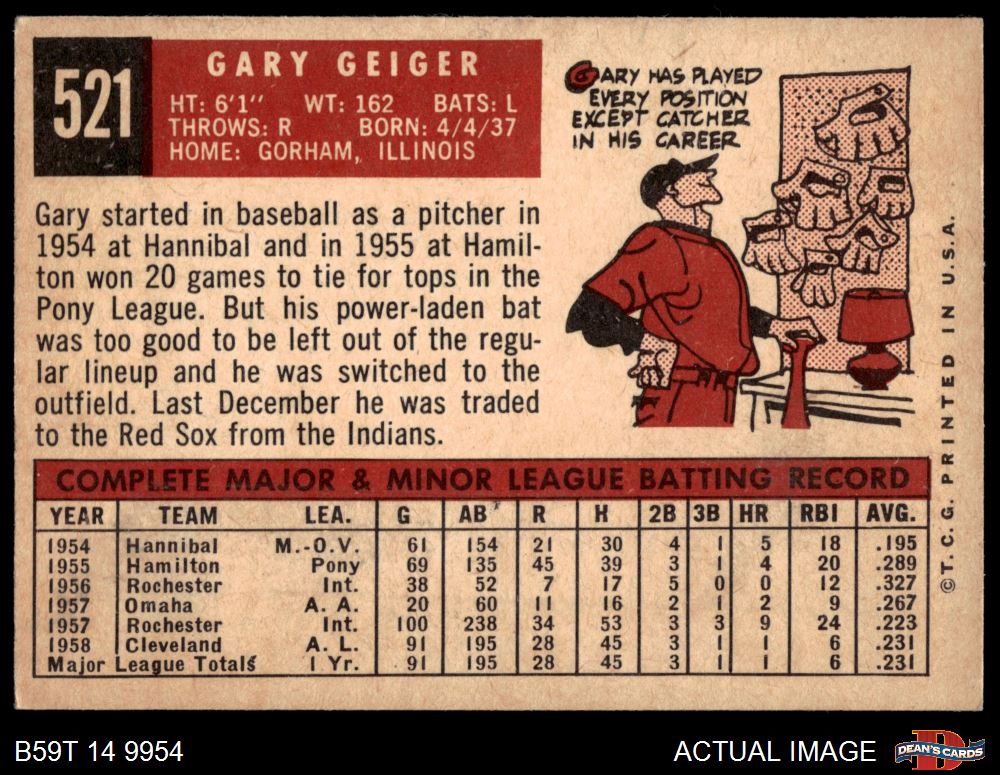 521
GARY GEIGER
HT: 6'1" WT: 162 BATS: L
THROWS: R BORN: 4/4/37
HOME: GORHAM, ILLINOIS
GARY HAS PLAYED
EVERY POSITION
EXCEPT CATCHER
IN HIS CAREER
Gary started in baseball as a pitcher in
1954 at Hannibal and in 1955 at Hamil-
ton won 20 games to tie for tops in the
Pony League. But his power-laden bat
was too good to be left out of the regu-
lar lineup and he was switched to the
outfield. Last December he was traded
to the Red Sox from the Indians.
COMPLETE MAJOR & MINOR LEAGUE BATTING RECORD
YEAR TEAM LEA. G AB R H 2B 3B HR RBI AVG.
1954 Hannibal M.-O.V. 61 154 21 30 4 1 5 18 .195
1955 Hamilton Pony 69 135 45 39 3 1 4 20 .289
1956 Rochester Int. 38 52 7 17 5 0 0 12 .327
1957 Omaha A. A. 20 60 11 16 2 1 2 9 .267
1957 Rochester Int. 100 238 34 53 3 3 9 24 .223
1958 Cleveland A. L. 91 195 28 45 3 1 1 6 .231
Major League Totals 1 Yr. 91 195 28 45 3 1 1 6 .231
© T. C. G. PRINTED IN U. S. A.
B59T 14 9954
ACTUAL IMAGE
DEAN'S CARDS